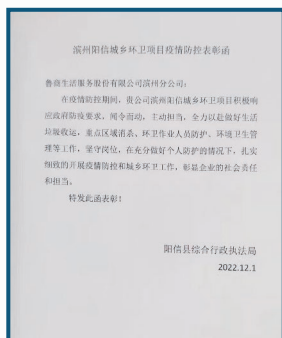 滨州阳信城乡环卫项目疫情防控表彰函
鲁商生活服务股份有限公司滨州分公司：
在疫情防控期间，贵公司滨州阳信城乡环卫项目积极响
应政府防疫要求，闻令而动，主动担当，全力以赴做好生活
垃圾收运、重点区域消杀、环卫作业人员防护、环境卫生管
理等工作，坚守岗位，在充分做好个人防护的情况下，扎实
细致的开展疫情防控和城乡环卫工作，彰显企业的社会责任
和担当。
特发此函表彰！
阳信县综合行政执法局
2022.12.1